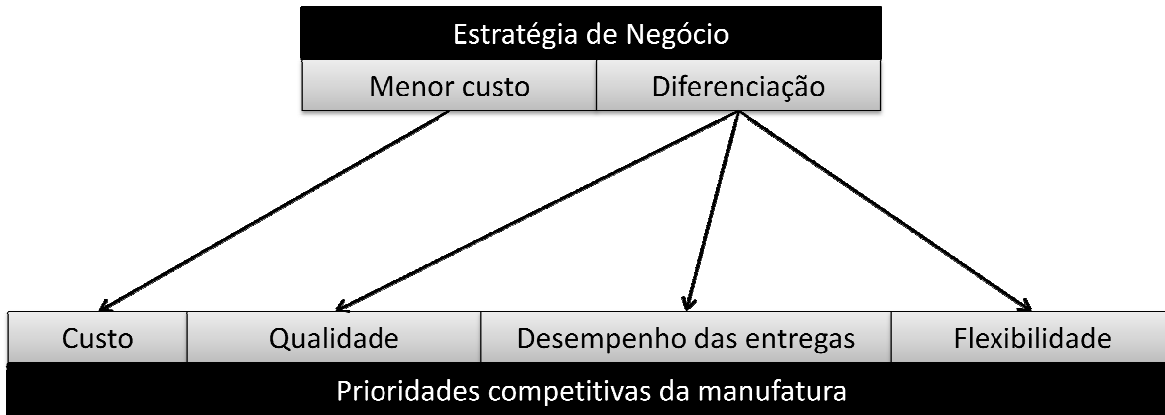 Estratégia de Negócio
Menor custo Diferenciação
Custo Qualidade Desempenho das entregas Flexibilidade
Prioridades competitivas da manufatura